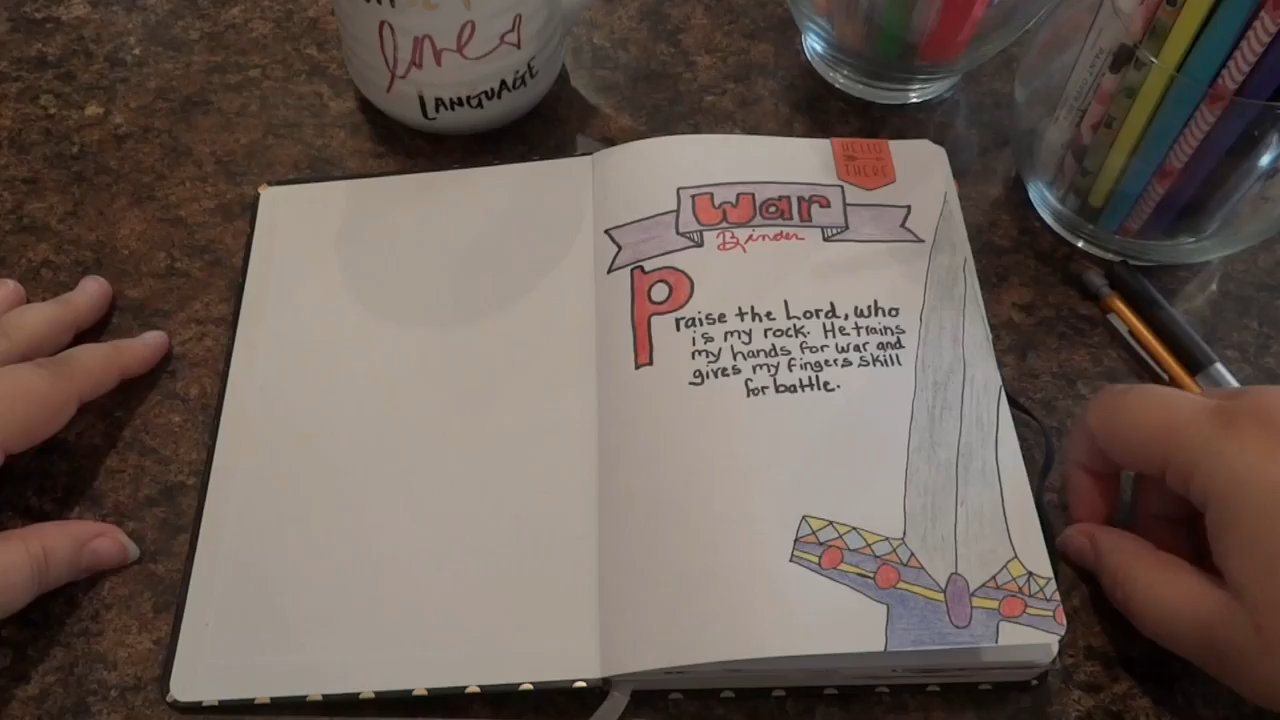 love
LANGUAGE
HELLO
THERE
War
Binder
Praise the Lord, who
is my rock. He trains
my hands for war and
gives my fingers skill
for battle.